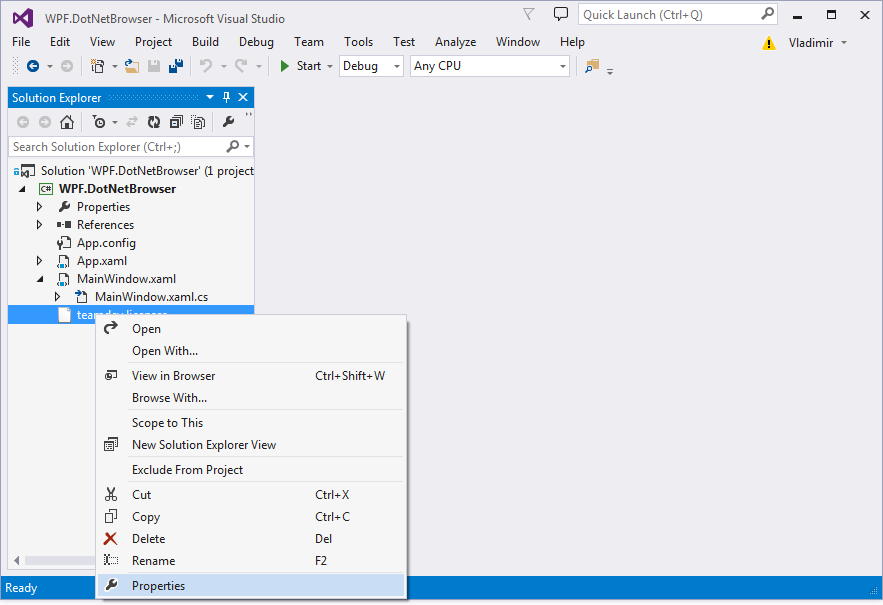 WPF.DotNetBrowser - Microsoft Visual Studio
Quick Launch (Ctrl+Q)
File Edit View Project Build Debug Team Tools Test Analyze Window Help
Vladimir
Start Debug Any CPU
Solution Explorer
Search Solution Explorer (Ctrl+;)
Solution 'WPF.DotNetBrowser' (1 project
C# WPF.DotNetBrowser
Properties
References
App.config
App.xaml
MainWindow.xaml
MainWindow.xaml.cs
Open
Open With...
View in Browser Ctrl+Shift+W
Browse With...
Scope to This
New Solution Explorer View
Exclude From Project
Cut Ctrl+X
Copy Ctrl+C
Delete Del
Rename F2
Properties
Ready